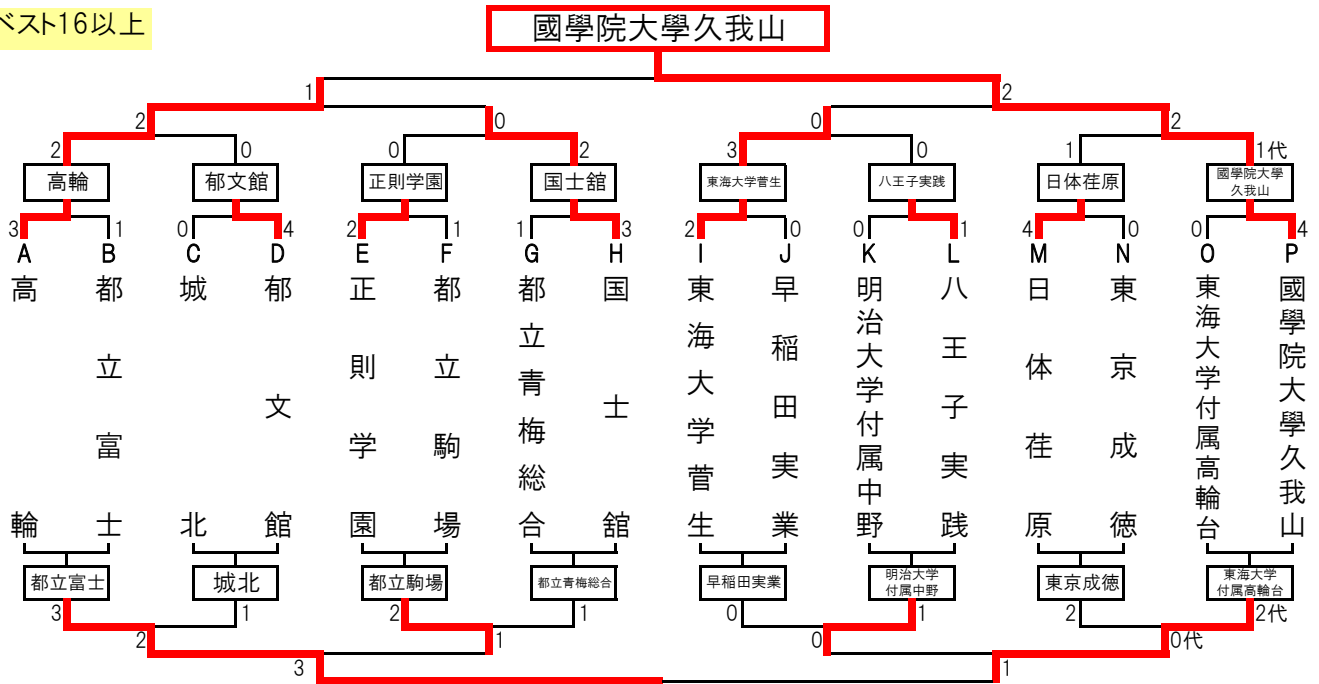 ベスト16以上
國學院大學久我山
1
2
2
0
0
2
2
0
0
2
3
0
1
1代
高輪
郁文館
正則学園
国士舘
東海大学菅生
八王子実践
日体荏原
國學院大學
久我山
3
1
0
4
2
1
1
3
2
0
0
1
4
0
0
4
A
B
C
D
E
F
G
H
I
J
K
L
M
N
O
P
高輪
都立富士
城北
郁文館
正則学園
都立駒場
都立青梅総合
国士舘
東海大学菅生
早稲田実業
明治大学付属中野
八王子実践
日体荏原
東京成徳
東海大学付属高輪台
國學院大學久我山
都立富士
城北
都立駒場
都立青梅総合
早稲田実業
明治大学
付属中野
東京成徳
東海大学
付属高輪台
3
1
2
1
0
1
2
2代
2
1
0
0代
3
1